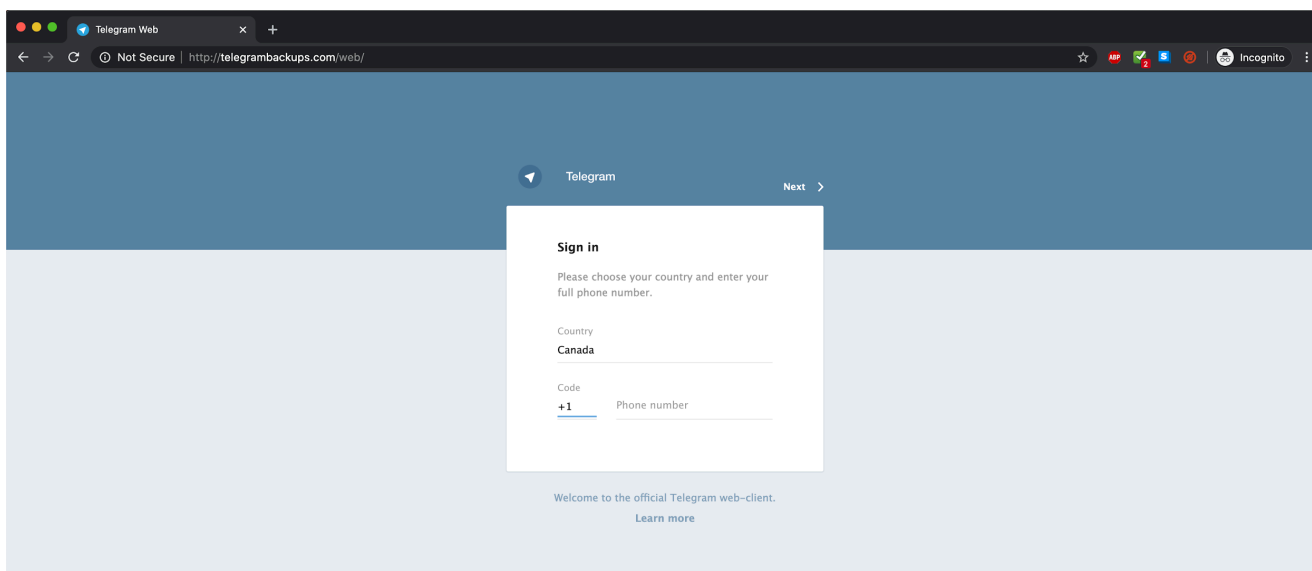 Telegram Web
Not Secure | http://telegrambackups.com/web/
ABP
2
S
Incognito
Telegram
Next
Sign in
Please choose your country and enter your
full phone number.
Country
Canada
Code
+1 Phone number
Welcome to the official Telegram web-client.
Learn more